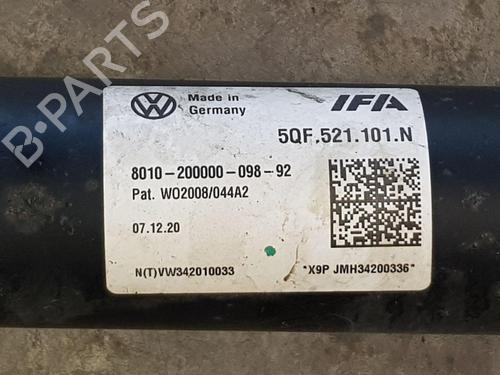 B-PARTS
Made in
Germany
IFA
5QF.521.101.N
8010-200000-098-92
Pat. WO2008/044A2
07.12.20
N(T)VW342010033
*X9P JMH34200336*